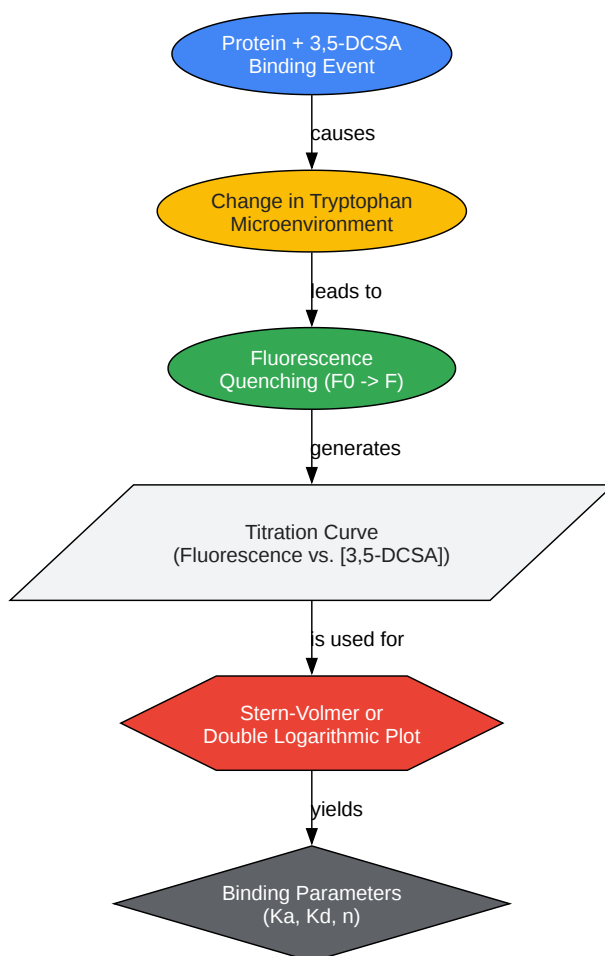 Protein + 3,5-DCSA
Binding Event
causes
Change in Tryptophan
Microenvironment
leads to
Fluorescence
Quenching (F0 -> F)
generates
Titration Curve
(Fluorescence vs. [3,5-DCSA])
is used for
Stern-Volmer or
Double Logarithmic Plot
yields
Binding Parameters
(Ka, Kd, n)